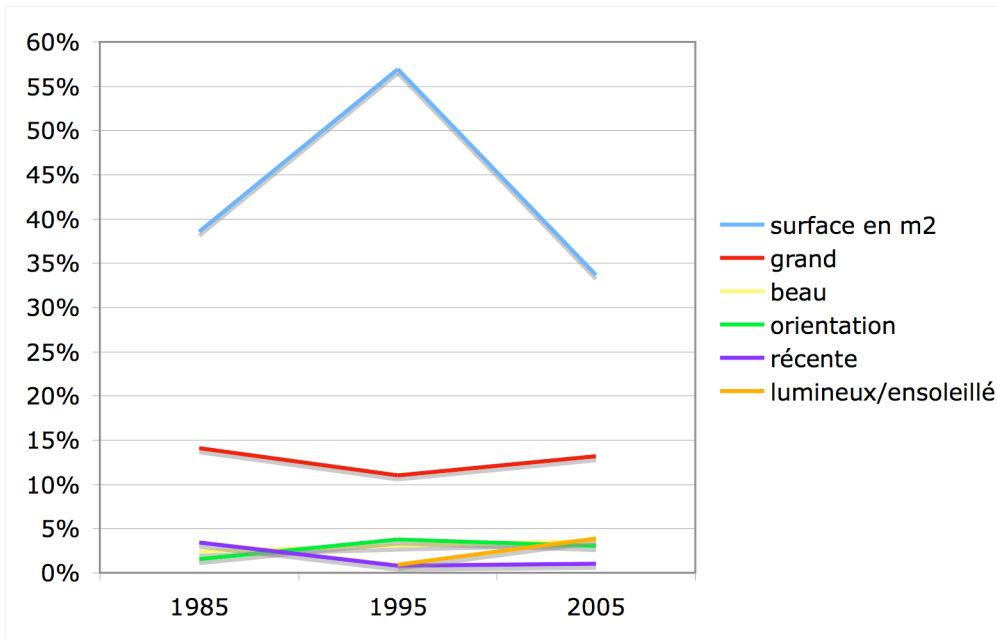 60%
55%
50%
45%
40%
35%
30%
25%
20%
15%
10%
5%
0%
1985 1995 2005
surface en m2
grand
beau
orientation
récente
lumineux/ensoleillé